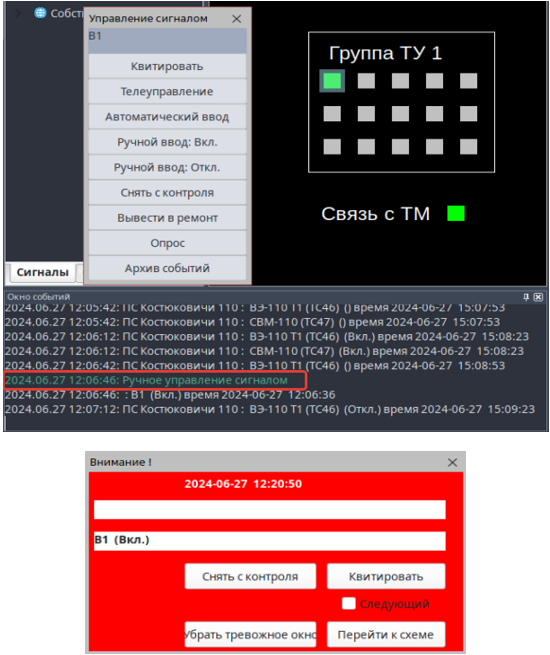 Собст
Управление сигналом
В1
Квитировать
Телеуправление
Автоматический ввод
Ручной ввод: Вкл.
Ручной ввод: Откл.
Снять с контроля
Вывести в ремонт
Опрос
Архив событий
Сигналы
Группа ТУ 1
Связь с ТМ
Окно событий
2024.06.27 12:05:42: ПС Костюковичи 110 : ВЭ-110 Т1 (ТС46) () время 2024-06-27 15:07:53
2024.06.27 12:05:42: ПС Костюковичи 110 : СВМ-110 (ТС47) () время 2024-06-27 15:07:53
2024.06.27 12:06:12: ПС Костюковичи 110 : ВЭ-110 Т1 (ТС46) (Вкл.) время 2024-06-27 15:08:23
2024.06.27 12:06:12: ПС Костюковичи 110 : СВМ-110 (ТС47) (Вкл.) время 2024-06-27 15:08:23
2024.06.27 12:06:42: ПС Костюковичи 110 : ВЭ-110 Т1 (ТС46) () время 2024-06-27 15:08:53
2024.06.27 12:06:46: Ручное управление сигналом
2024.06.27 12:06:46: : В1 (Вкл.) время 2024-06-27 12:06:36
2024.06.27 12:07:12: ПС Костюковичи 110 : ВЭ-110 Т1 (ТС46) (Откл.) время 2024-06-27 15:09:23
Внимание !
2024-06-27 12:20:50
В1 (Вкл.)
Снять с контроля
Квитировать
Следующий
Убрать тревожное окно
Перейти к схеме